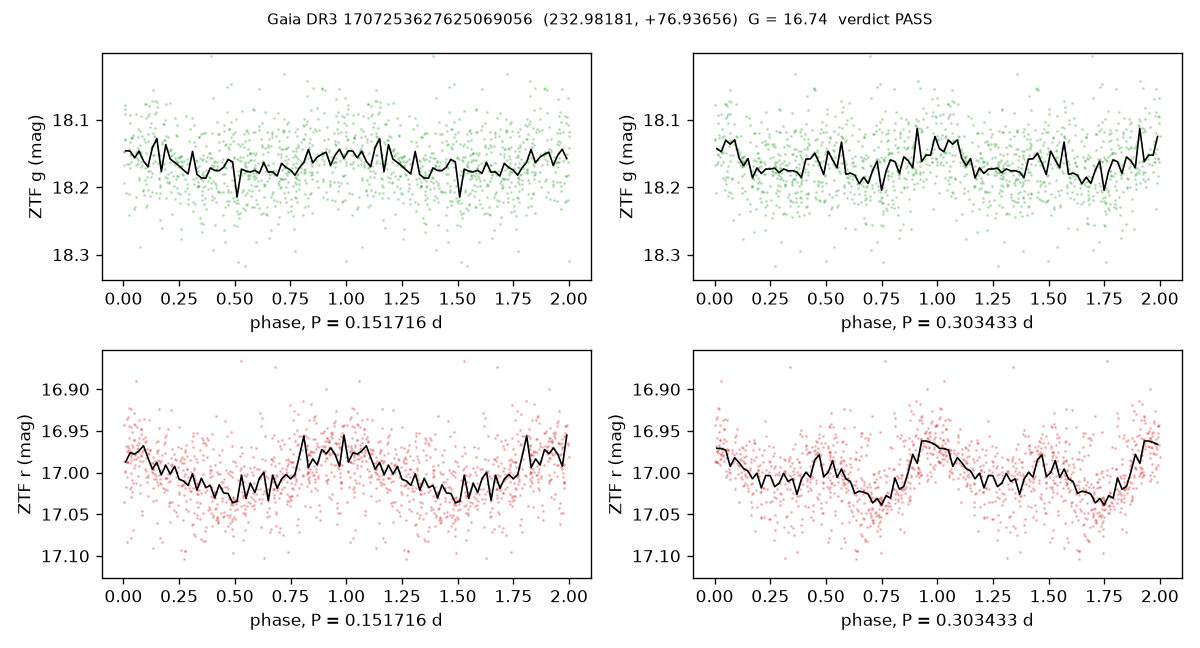 Gaia DR3 1707253627625069056 (232.98181, +76.93656) G = 16.74 verdict PASS
ZTF g (mag)
18.1
18.2
18.3
0.00 0.25 0.50 0.75 1.00 1.25 1.50 1.75 2.00
phase, P = 0.151716 d
ZTF g (mag)
18.1
18.2
18.3
0.00 0.25 0.50 0.75 1.00 1.25 1.50 1.75 2.00
phase, P = 0.303433 d
ZTF r (mag)
16.90
16.95
17.00
17.05
17.10
0.00 0.25 0.50 0.75 1.00 1.25 1.50 1.75 2.00
phase, P = 0.151716 d
ZTF r (mag)
16.90
16.95
17.00
17.05
17.10
0.00 0.25 0.50 0.75 1.00 1.25 1.50 1.75 2.00
phase, P = 0.303433 d